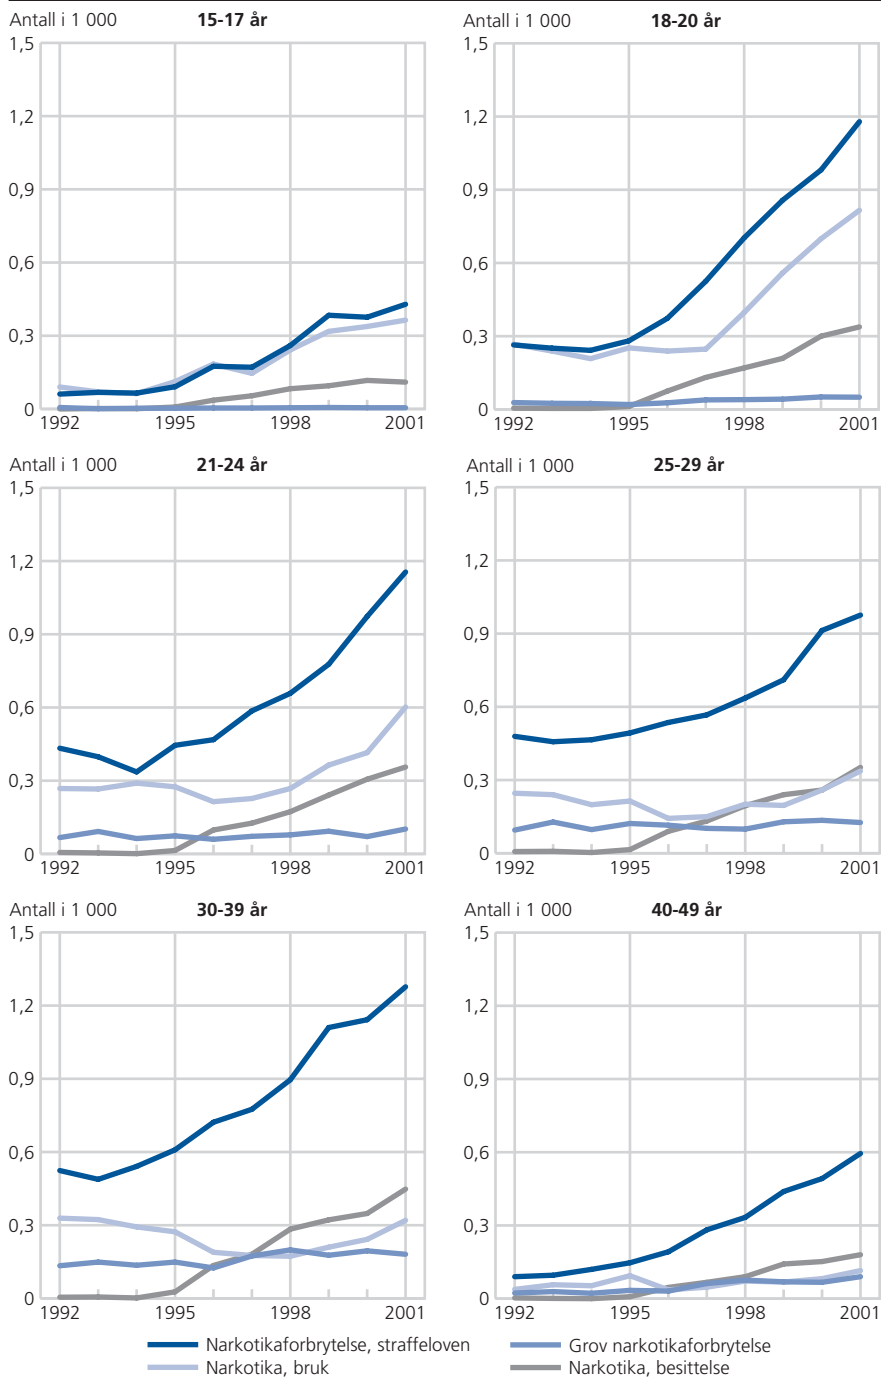 Antall i 1 000 15-17 år
1,5
1,2
0,9
0,6
0,3
0
1992 1995 1998 2001
Antall i 1 000 18-20 år
1,5
1,2
0,9
0,6
0,3
0
1992 1995 1998 2001
Antall i 1 000 21-24 år
1,5
1,2
0,9
0,6
0,3
0
1992 1995 1998 2001
Antall i 1 000 25-29 år
1,5
1,2
0,9
0,6
0,3
0
1992 1995 1998 2001
Antall i 1 000 30-39 år
1,5
1,2
0,9
0,6
0,3
0
1992 1995 1998 2001
Antall i 1 000 40-49 år
1,5
1,2
0,9
0,6
0,3
0
1992 1995 1998 2001
Narkotikaforbrytelse, straffeloven
Narkotika, bruk
Grov narkotikaforbrytelse
Narkotika, besittelse